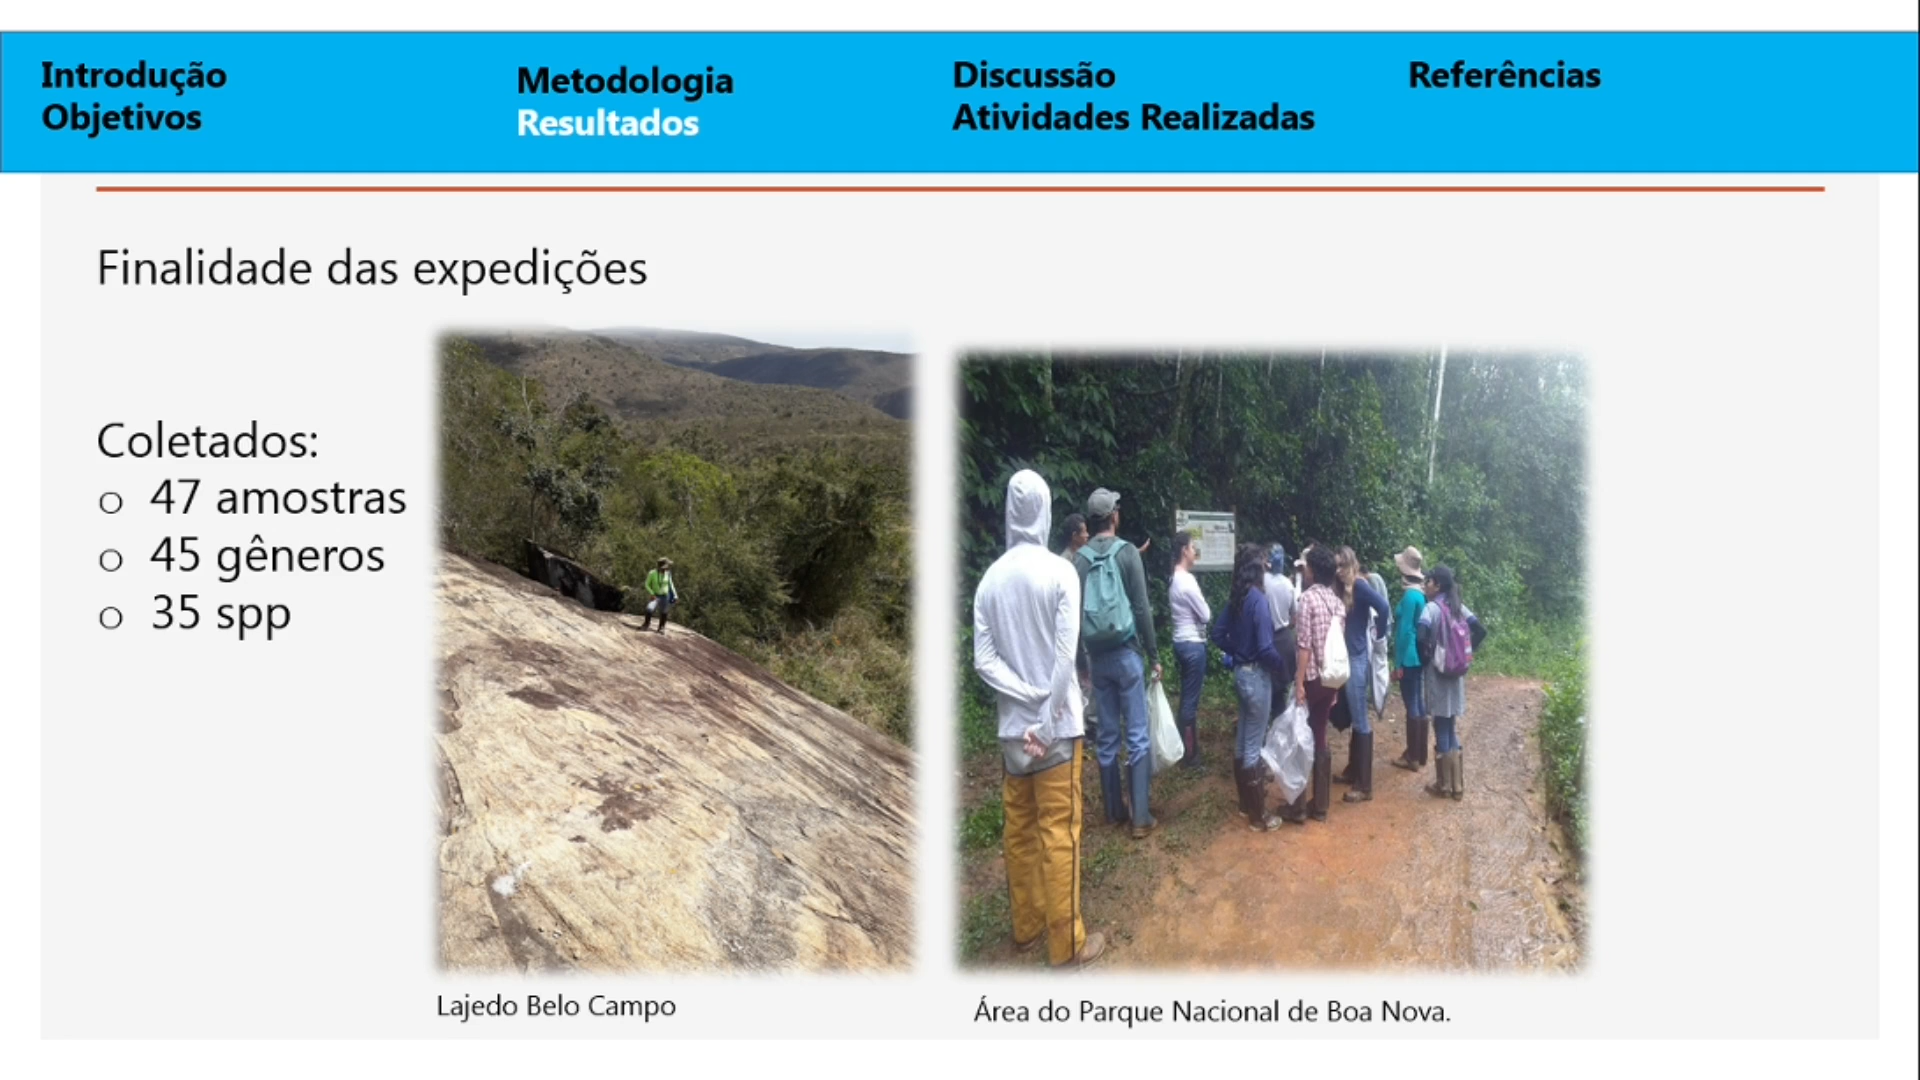 Introdução
Objetivos
Metodologia
Resultados
Discussão
Atividades Realizadas
Referências
Finalidade das expedições
Coletados:
o 47 amostras
o 45 gêneros
o 35 spp
Lajedo Belo Campo
Área do Parque Nacional de Boa Nova.